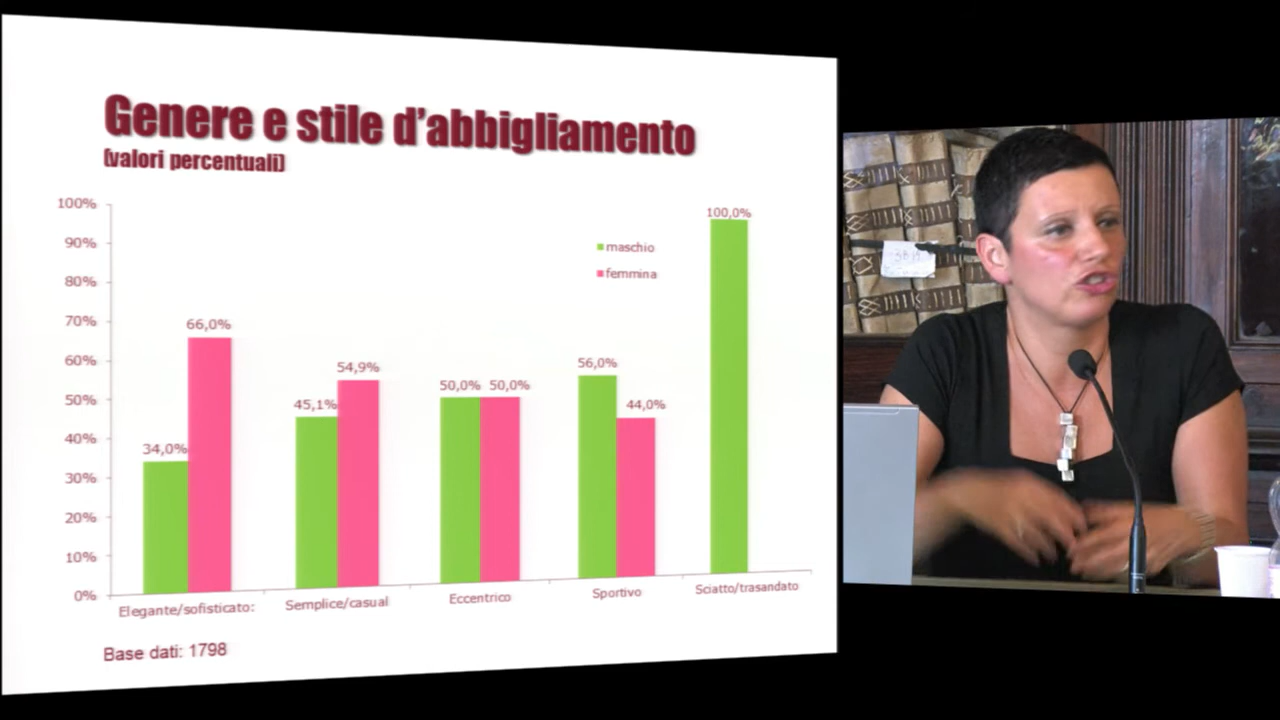 Genere e stile d'abbigliamento
(valori percentuali)
100%
90%
80%
70%
60%
50%
40%
30%
20%
10%
0%
maschio
femmina
34,0%
66,0%
45,1%
54,9%
50,0%
50,0%
56,0%
44,0%
100,0%
Elegante/sofisticato:
Semplice/casual
Eccentrico
Sportivo
Sciatto/trasandato
Base dati: 1798